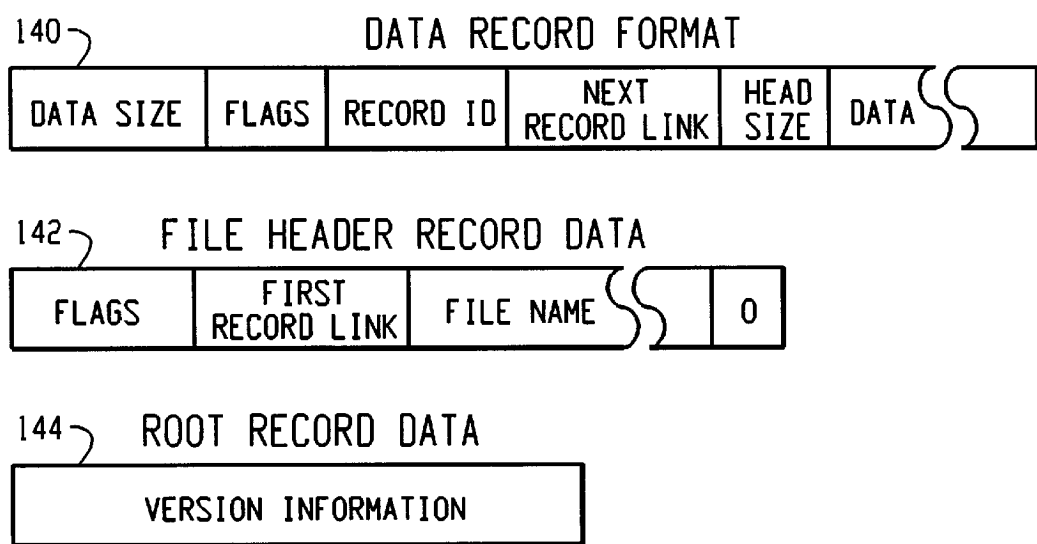 140 DATA RECORD FORMAT
DATA SIZE FLAGS RECORD ID NEXT RECORD LINK HEAD SIZE DATA
142 FILE HEADER RECORD DATA
FLAGS FIRST RECORD LINK FILE NAME 0
144 ROOT RECORD DATA
VERSION INFORMATION